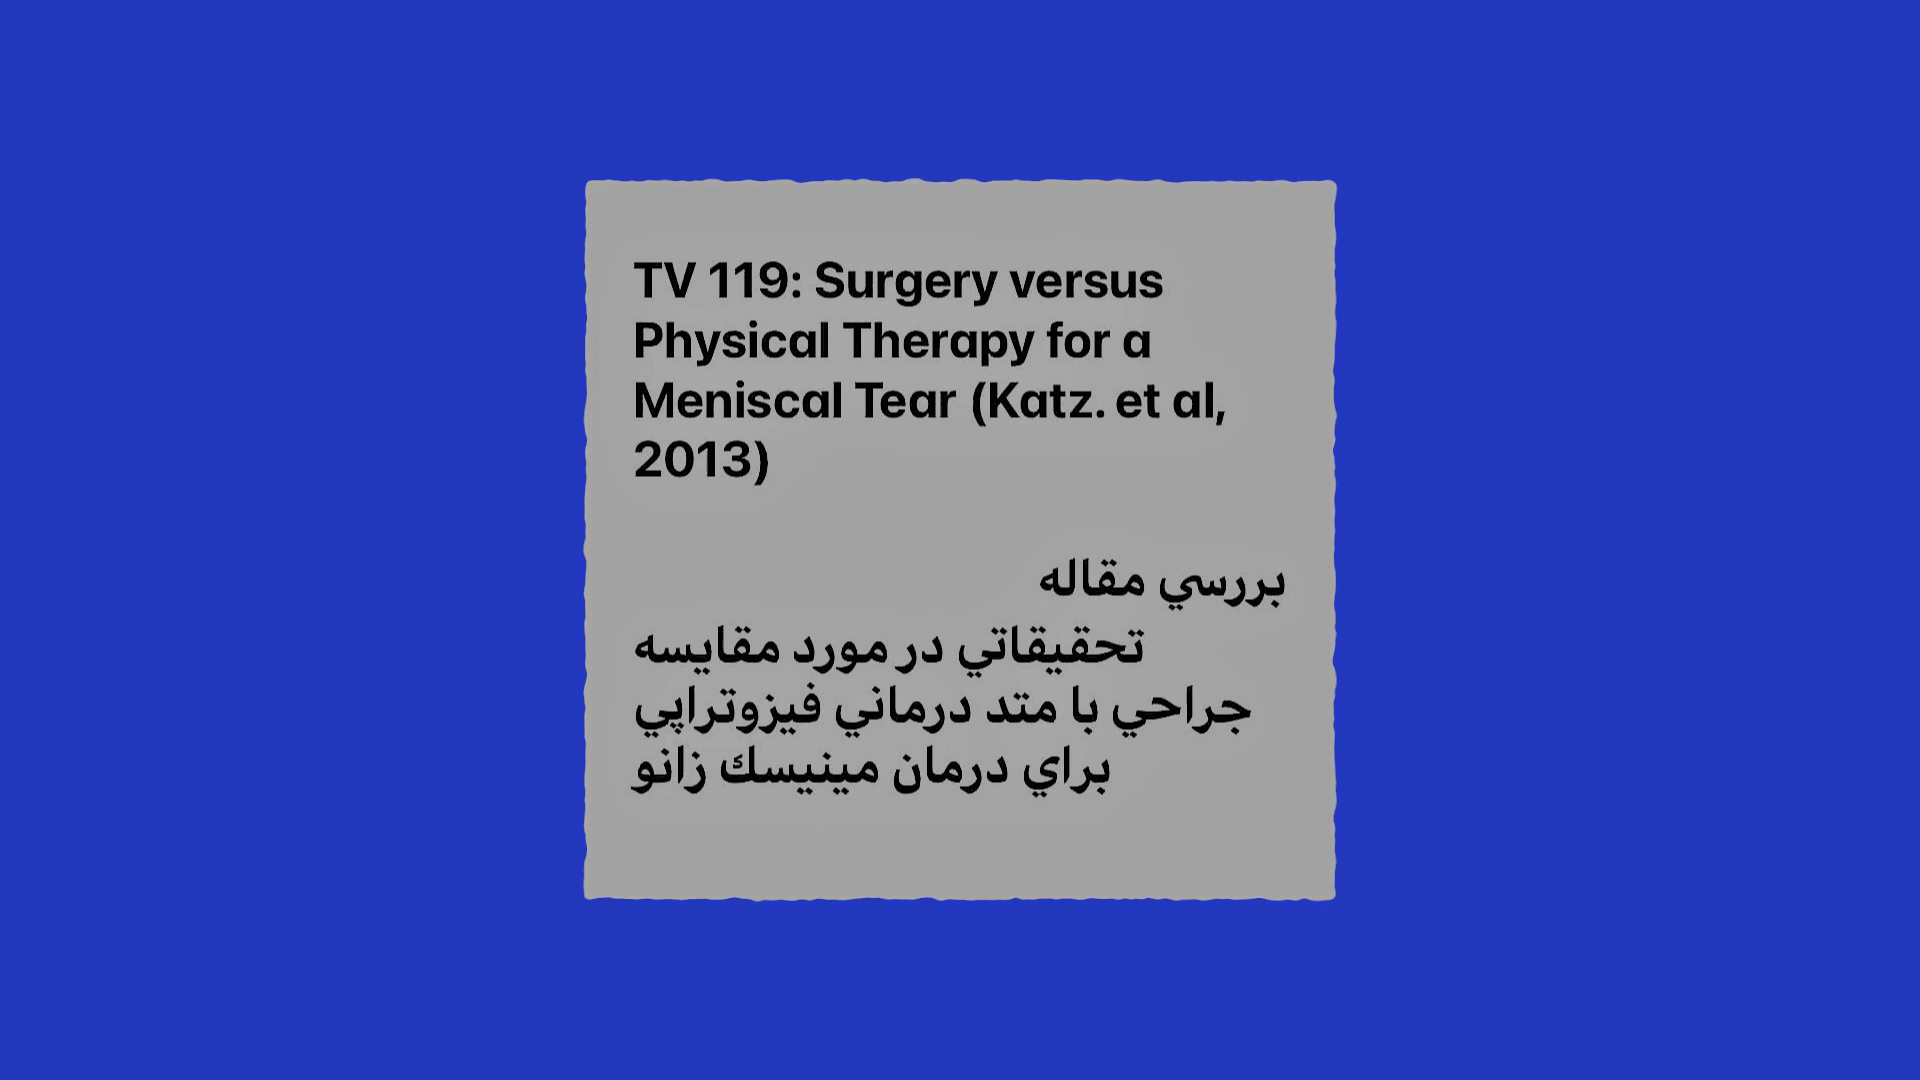 TV 119: Surgery versus
Physical Therapy for a
Meniscal Tear (Katz. et al,
2013)
بررسي مقاله
تحقيقاتي در مورد مقايسه
جراحي با متد درماني فيزوتراپي
براي درمان مينيسك زانو